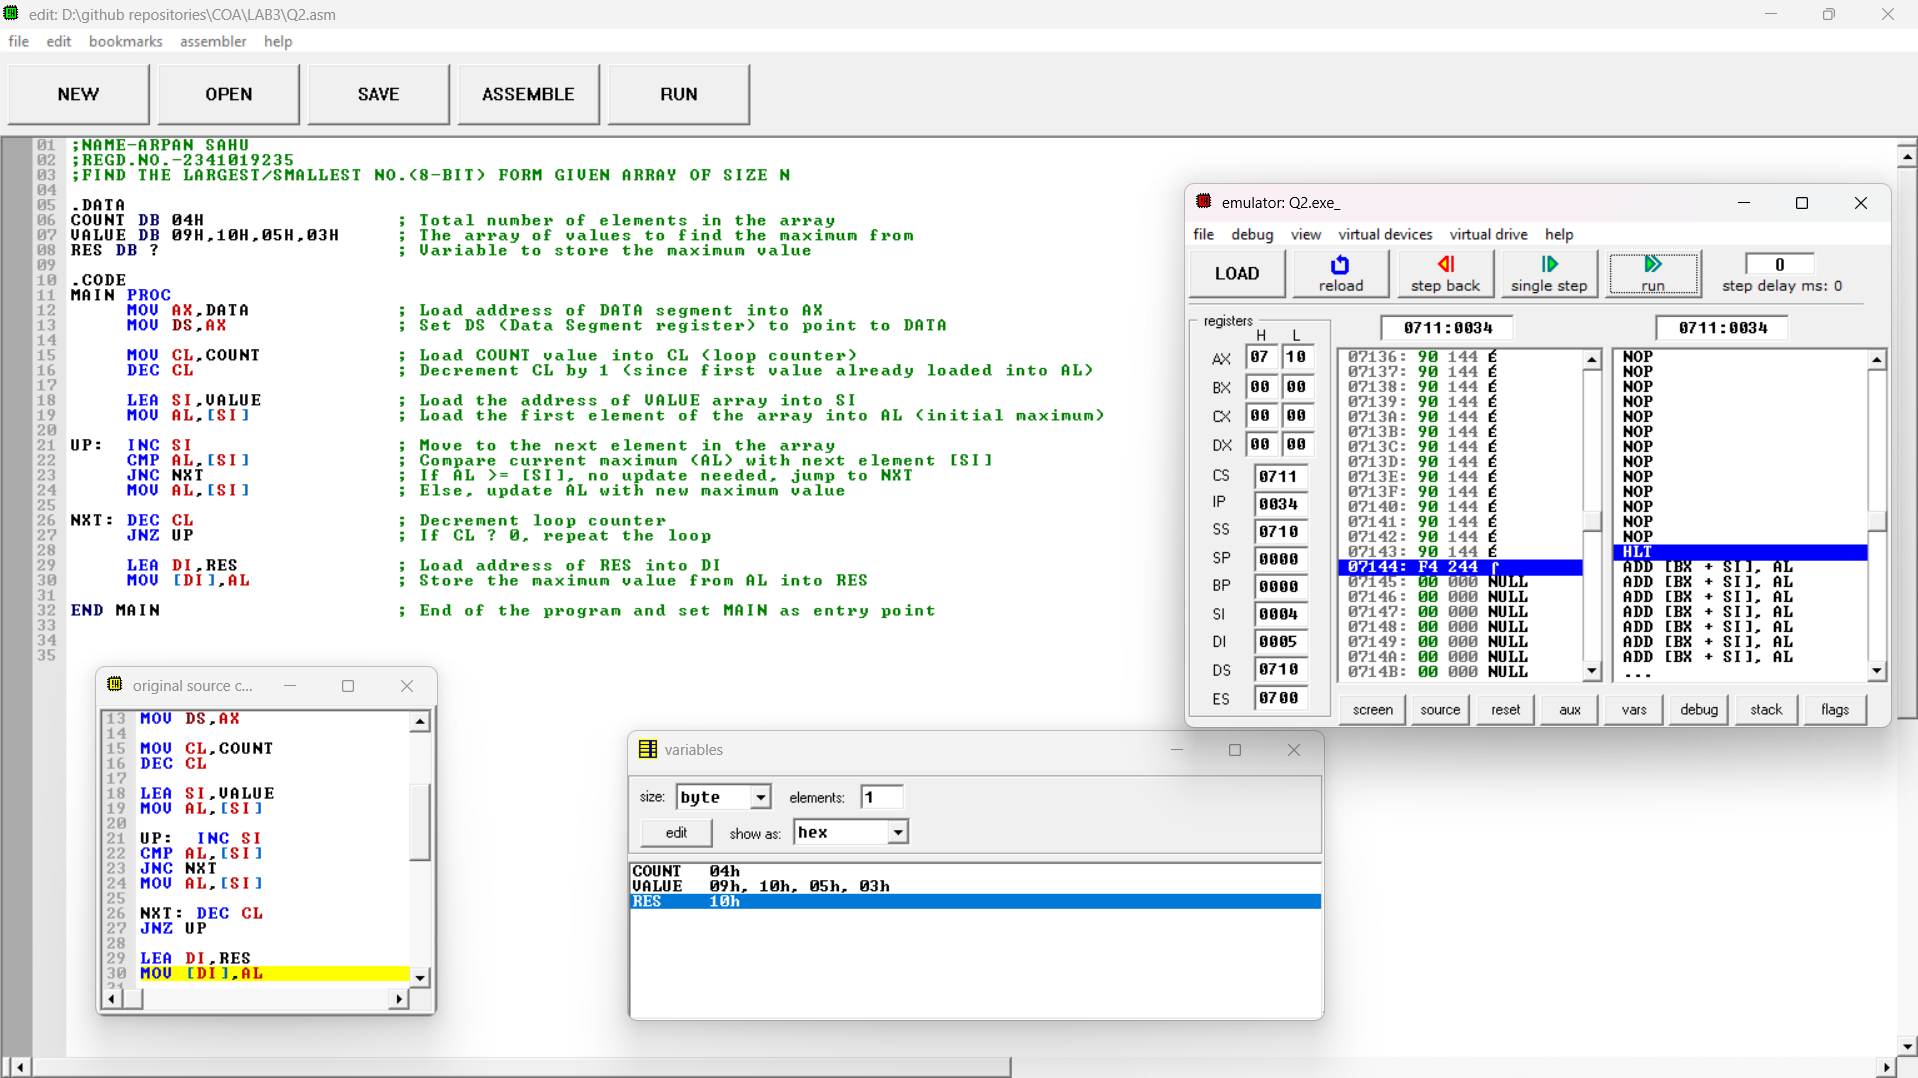 edit: D:\github repositories\COA\LAB3\Q2.asm
file edit bookmarks assembler help
NEW OPEN SAVE ASSEMBLE RUN
01 ;NAME-ARPAN SAHU
02 ;REGD.NO.-2341019235
03 ;FIND THE LARGEST/SMALLEST NO.(8-BIT) FORM GIVEN ARRAY OF SIZE N
04
05 .DATA
06 COUNT DB 04H ; Total number of elements in the array
07 VALUE DB 09H,10H,05H,03H ; The array of values to find the maximum from
08 RES DB ? ; Variable to store the maximum value
09
10 .CODE
11 MAIN PROC
12 MOV AX,DATA ; Load address of DATA segment into AX
13 MOV DS,AX ; Set DS (Data Segment register) to point to DATA
14
15 MOV CL,COUNT ; Load COUNT value into CL (loop counter)
16 DEC CL ; Decrement CL by 1 (since first value already loaded into AL)
17
18 LEA SI,VALUE ; Load the address of VALUE array into SI
19 MOV AL,[SI] ; Load the first element of the array into AL (initial maximum)
20
21 UP: INC SI ; Move to the next element in the array
22 CMP AL,[SI] ; Compare current maximum (AL) with next element [SI]
23 JNC NXT ; If AL >= [SI], no update needed, jump to NXT
24 MOV AL,[SI] ; Else, update AL with new maximum value
25
26 NXT: DEC CL ; Decrement loop counter
27 JNZ UP ; If CL ? 0, repeat the loop
28
29 LEA DI,RES ; Load address of RES into DI
30 MOV [DI],AL ; Store the maximum value from AL into RES
31
32 END MAIN ; End of the program and set MAIN as entry point
33
34
35
original source c...
13 MOV DS,AX
14
15 MOV CL,COUNT
16 DEC CL
17
18 LEA SI,VALUE
19 MOV AL,[SI]
20
21 UP: INC SI
22 CMP AL,[SI]
23 JNC NXT
24 MOV AL,[SI]
25
26 NXT: DEC CL
27 JNZ UP
28
29 LEA DI,RES
30 MOV [DI],AL
variables
size: byte elements: 1
edit show as: hex
COUNT 04h
VALUE 09h, 10h, 05h, 03h
RES 10h
emulator: Q2.exe_
file debug view virtual devices virtual drive help
LOAD reload step back single step run 0
step delay ms: 0
registers 0711:0034 0711:0034
H L
AX 07 10
BX 00 00
CX 00 00
DX 00 00
CS 0711
IP 0034
SS 0710
SP 0000
BP 0000
SI 0004
DI 0005
DS 0710
ES 0700
07136: 90 144 É
07137: 90 144 É
07138: 90 144 É
07139: 90 144 É
0713A: 90 144 É
0713B: 90 144 É
0713C: 90 144 É
0713D: 90 144 É
0713E: 90 144 É
0713F: 90 144 É
07140: 90 144 É
07141: 90 144 É
07142: 90 144 É
07143: 90 144 É
07144: F4 244 ⌠
07145: 00 000 NULL
07146: 00 000 NULL
07147: 00 000 NULL
07148: 00 000 NULL
07149: 00 000 NULL
0714A: 00 000 NULL
0714B: 00 000 NULL
NOP
NOP
NOP
NOP
NOP
NOP
NOP
NOP
NOP
NOP
NOP
NOP
NOP
HLT
ADD [BX + SI], AL
ADD [BX + SI], AL
ADD [BX + SI], AL
ADD [BX + SI], AL
ADD [BX + SI], AL
ADD [BX + SI], AL
ADD [BX + SI], AL
...
screen source reset aux vars debug stack flags